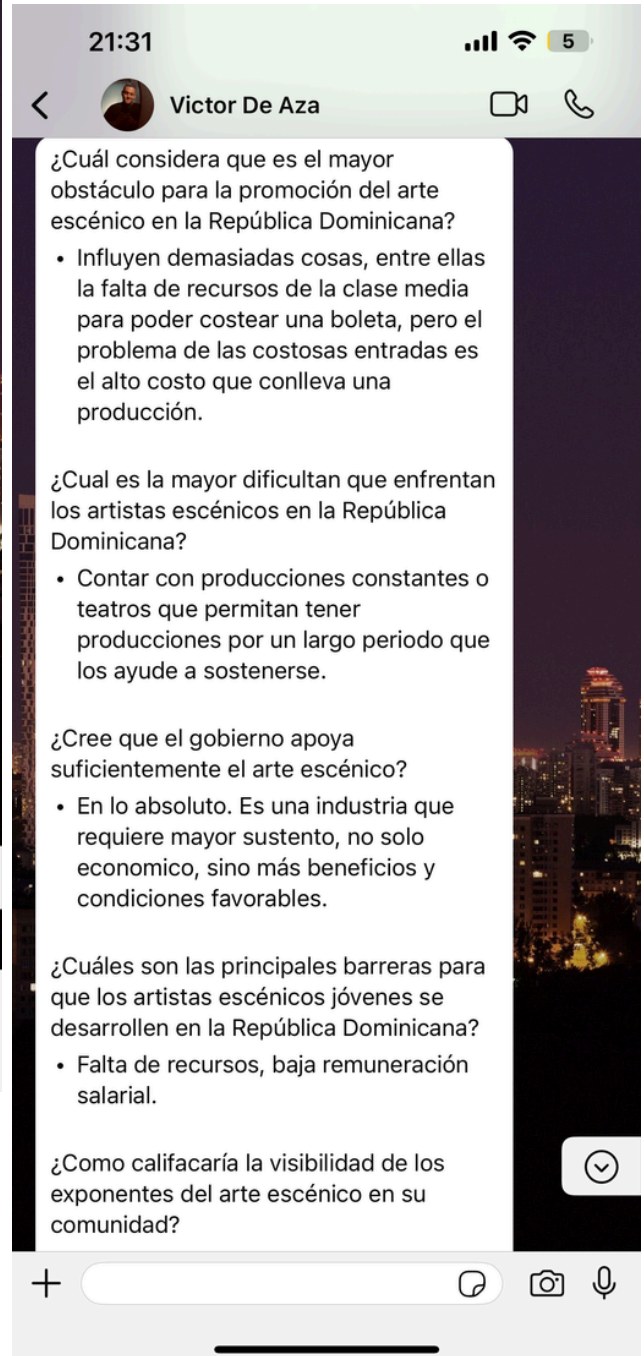 21:31
5
Victor De Aza
¿Cuál considera que es el mayor
obstáculo para la promoción del arte
escénico en la República Dominicana?
• Influyen demasiadas cosas, entre ellas
la falta de recursos de la clase media
para poder costear una boleta, pero el
problema de las costosas entradas es
el alto costo que conlleva una
producción.
¿Cual es la mayor dificultan que enfrentan
los artistas escénicos en la República
Dominicana?
• Contar con producciones constantes o
teatros que permitan tener
producciones por un largo periodo que
los ayude a sostenerse.
¿Cree que el gobierno apoya
suficientemente el arte escénico?
• En lo absoluto. Es una industria que
requiere mayor sustento, no solo
economico, sino más beneficios y
condiciones favorables.
¿Cuáles son las principales barreras para
que los artistas escénicos jóvenes se
desarrollen en la República Dominicana?
• Falta de recursos, baja remuneración
salarial.
¿Como califacaría la visibilidad de los
exponentes del arte escénico en su
comunidad?